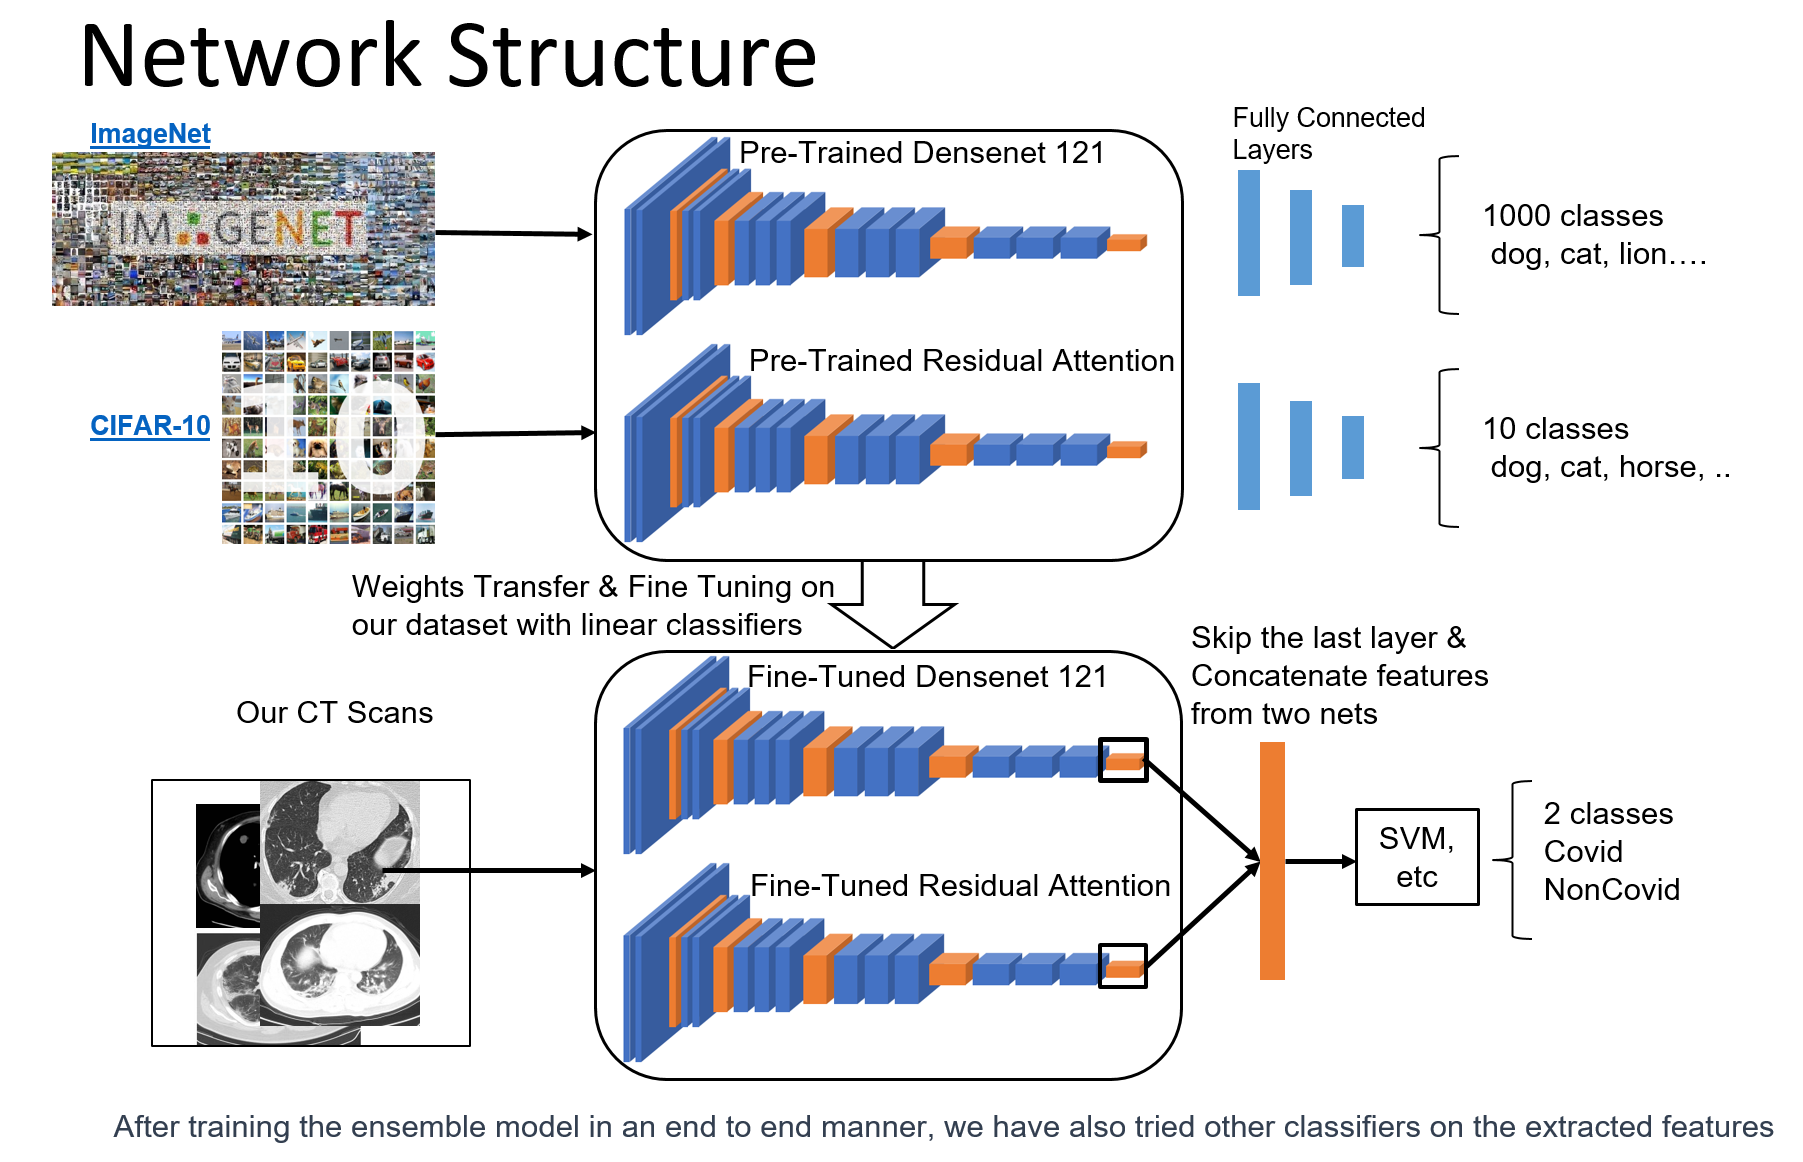 Network Structure
ImageNet
IMAGENET
CIFAR-10
10
Pre-Trained Densenet 121
Pre-Trained Residual Attention
Fully Connected
Layers
1000 classes
dog, cat, lion....
10 classes
dog, cat, horse, ..
Weights Transfer & Fine Tuning on
our dataset with linear classifiers
Our CT Scans
Fine-Tuned Densenet 121
Fine-Tuned Residual Attention
Skip the last layer &
Concatenate features
from two nets
SVM,
etc
2 classes
Covid
NonCovid
After training the ensemble model in an end to end manner, we have also tried other classifiers on the extracted features